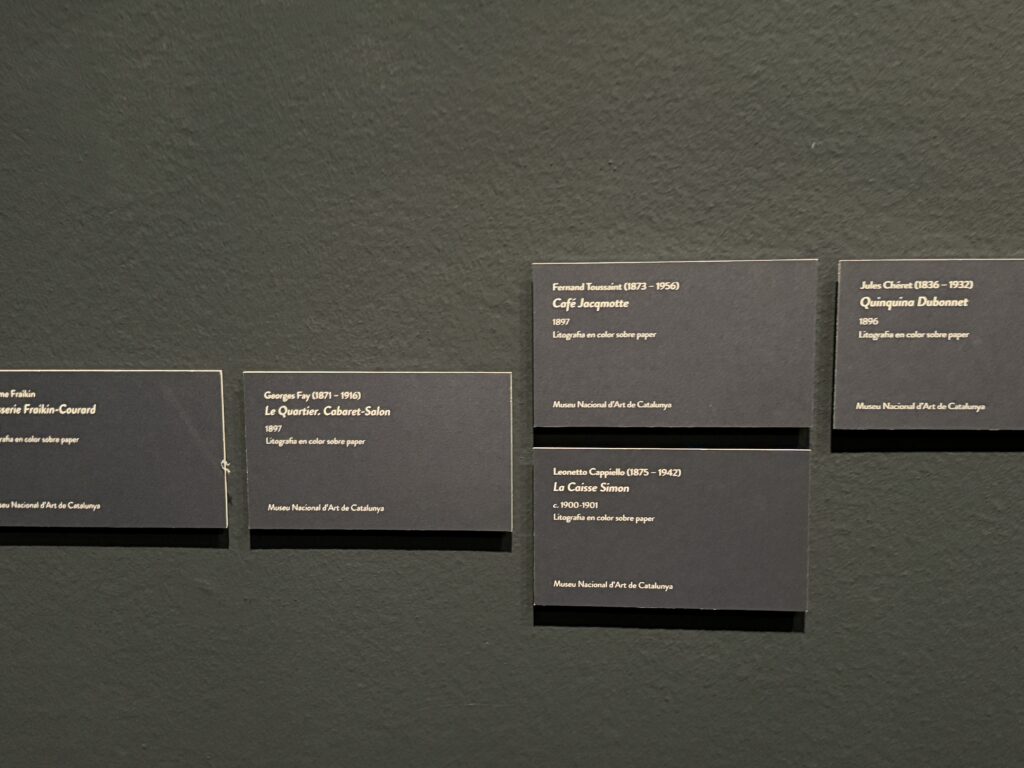 Fraikin
Fraikin-Courard
en color sobre paper
Nacional d'Art de Catalunya
Georges Fay (1871 – 1916)
Le Quartier. Cabaret-Salon
1897
Litografia en color sobre paper
Museu Nacional d'Art de Catalunya
Fernand Toussaint (1873 – 1956)
Café Jacqmotte
1897
Litografia en color sobre paper
Museu Nacional d'Art de Catalunya
Leonetto Cappiello (1875 – 1942)
La Caisse Simon
c. 1900-1901
Litografia en color sobre paper
Museu Nacional d'Art de Catalunya
Jules Chéret (1836 – 1932)
Quinquina Dubonnet
1896
Litografia en color sobre paper
Museu Nacional d'Art de Catalunya